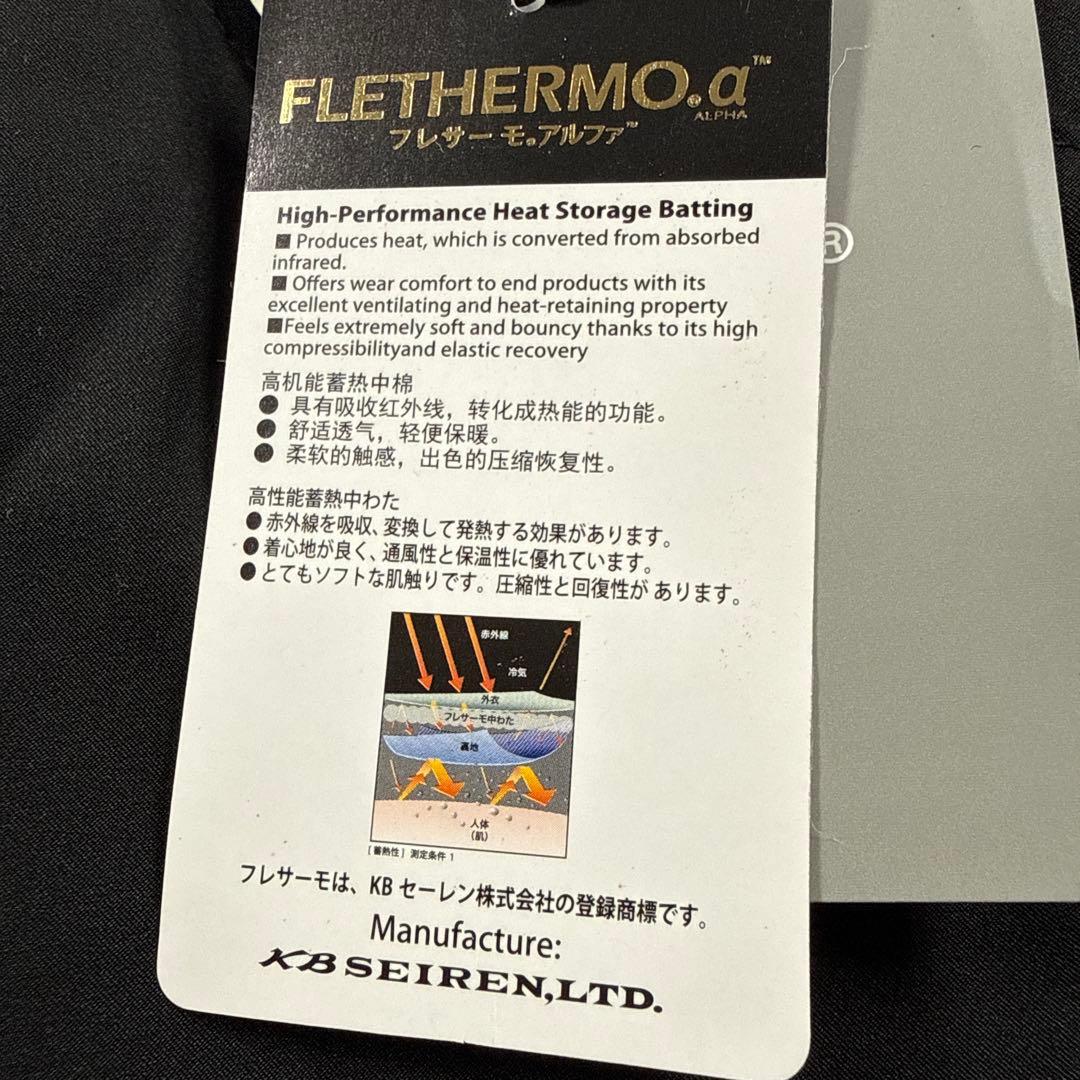 FLETHERMO.α™
ALPHA
フレサーモ。アルファ™
High-Performance Heat Storage Batting
■ Produces heat, which is converted from absorbed
infrared.
■ Offers wear comfort to end products with its
excellent ventilating and heat-retaining property
■Feels extremely soft and bouncy thanks to its high
compressibilityand elastic recovery
高机能蓄热中棉
● 具有吸收红外线，转化成热能的功能。
● 舒适透气，轻便保暖。
● 柔软的触感，出色的压缩恢复性。
高性能蓄熱中わた
● 赤外線を吸収、変換して発熱する効果があります。
● 着心地が良く、通風性と保温性に優れています。
● とてもソフトな肌触りです。圧縮性と回復性が あります。
赤外線
冷気
外衣
フレサーモ中わた
裏地
人体
（肌）
[ 蓄熱性 ] 測定条件 1
フレサーモは、KB セーレン株式会社の登録商標です。
Manufacture:
KB SEIREN,LTD.
®